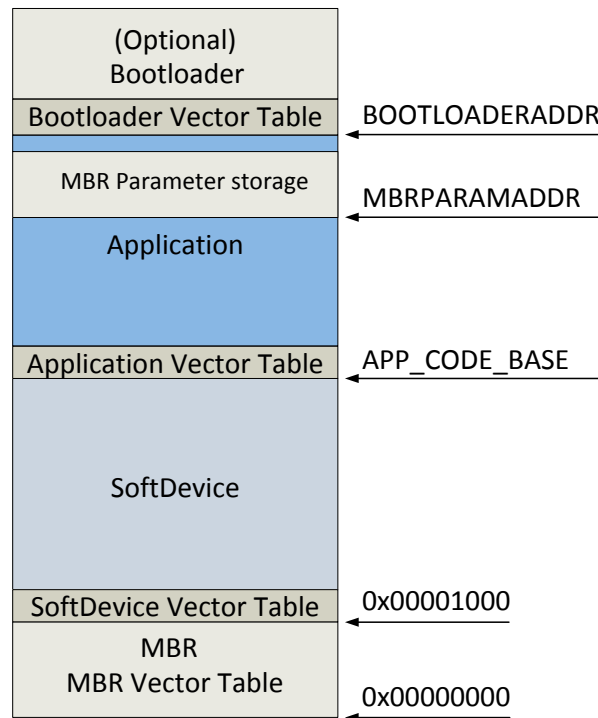 (Optional)
Bootloader
Bootloader Vector Table
BOOTLOADERADDR
MBR Parameter storage
MBRPARAMADDR
Application
Application Vector Table
APP_CODE_BASE
SoftDevice
SoftDevice Vector Table
0x00001000
MBR
MBR Vector Table
0x00000000